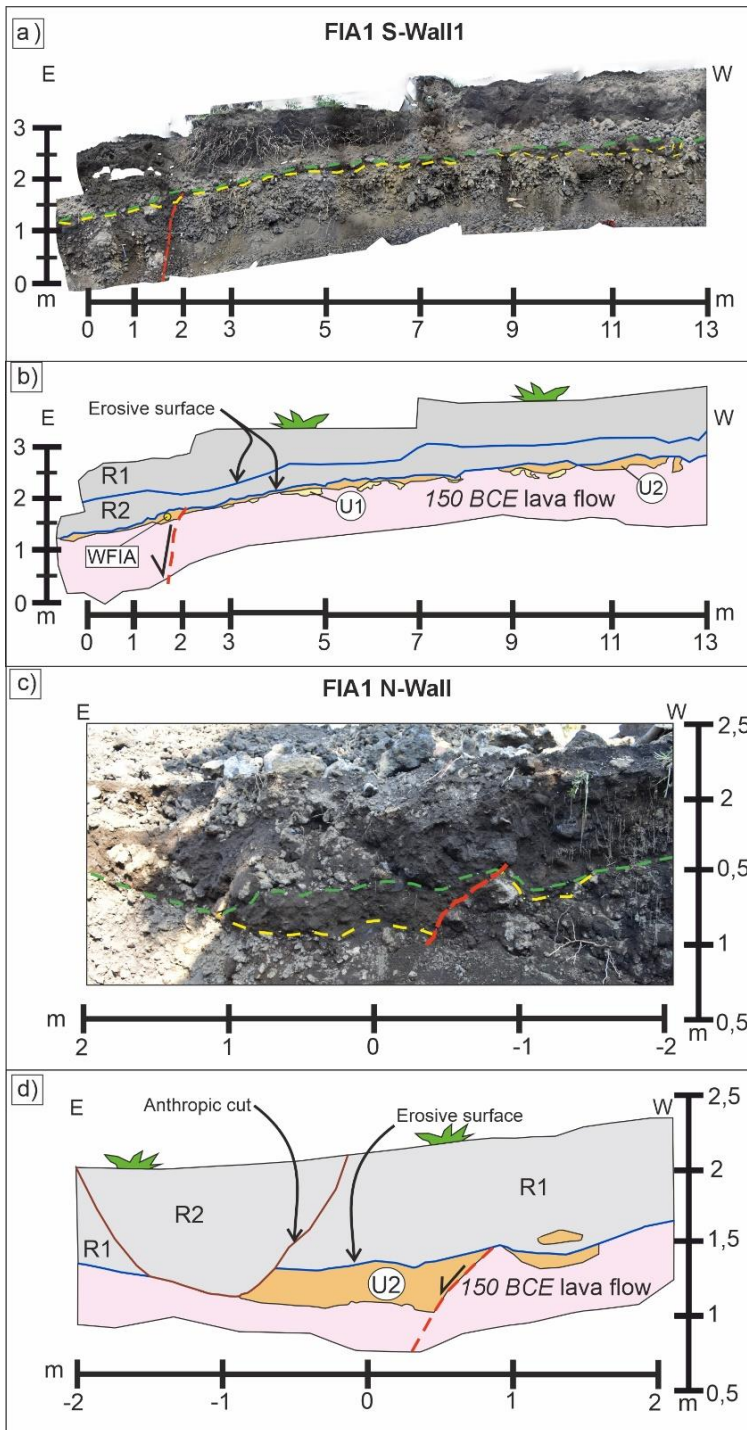 a)
FIA1 S-Wall1
E
W
3
2
1
0
m
0 1 2 3 5 7 9 11 13
m
b)
E
W
Erosive surface
3
2
1
0
m
R1
R2
U1
U2
150 BCE lava flow
WFIA
0 1 2 3 5 7 9 11 13
m
c)
FIA1 N-Wall
E
W
2,5
2
0,5
1
0,5
m
m
2 1 0 -1 -2
d)
E
W
Anthropic cut
Erosive surface
2,5
2
1,5
1
0,5
m
R2
R1
R1
U2
150 BCE lava flow
m
-2 -1 0 1 2